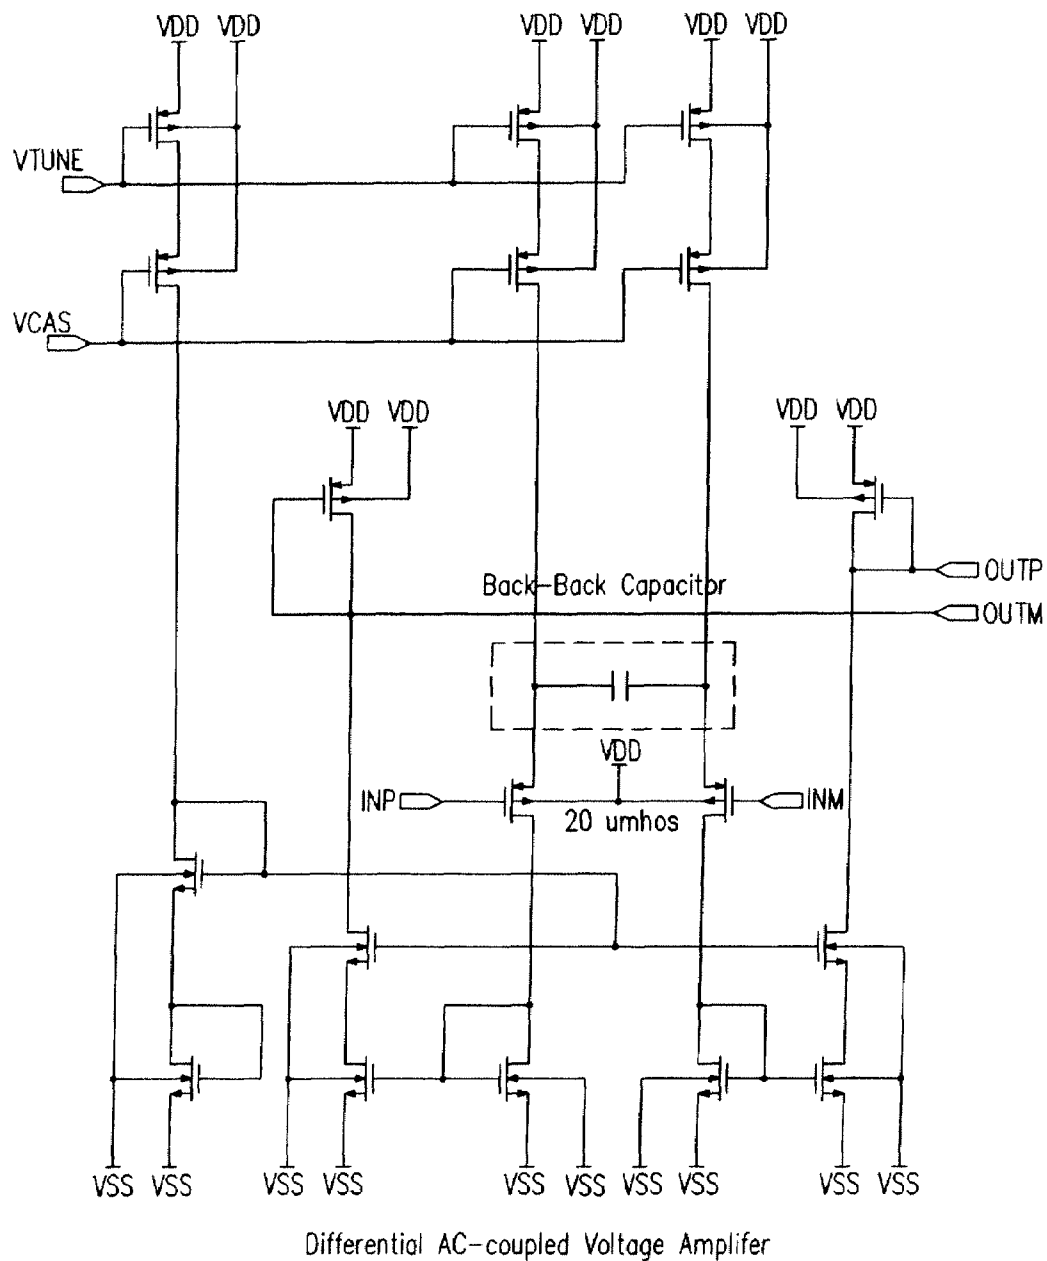 VDD VDD VDD VDD VDD VDD
VTUNE
VCAS
VDD VDD VDD VDD
OUTP
Back-Back Capacitor
OUTM
VDD
INP INM
20 umhos
VSS VSS VSS VSS VSS VSS VSS VSS VSS VSS
Differential AC-coupled Voltage Amplifer